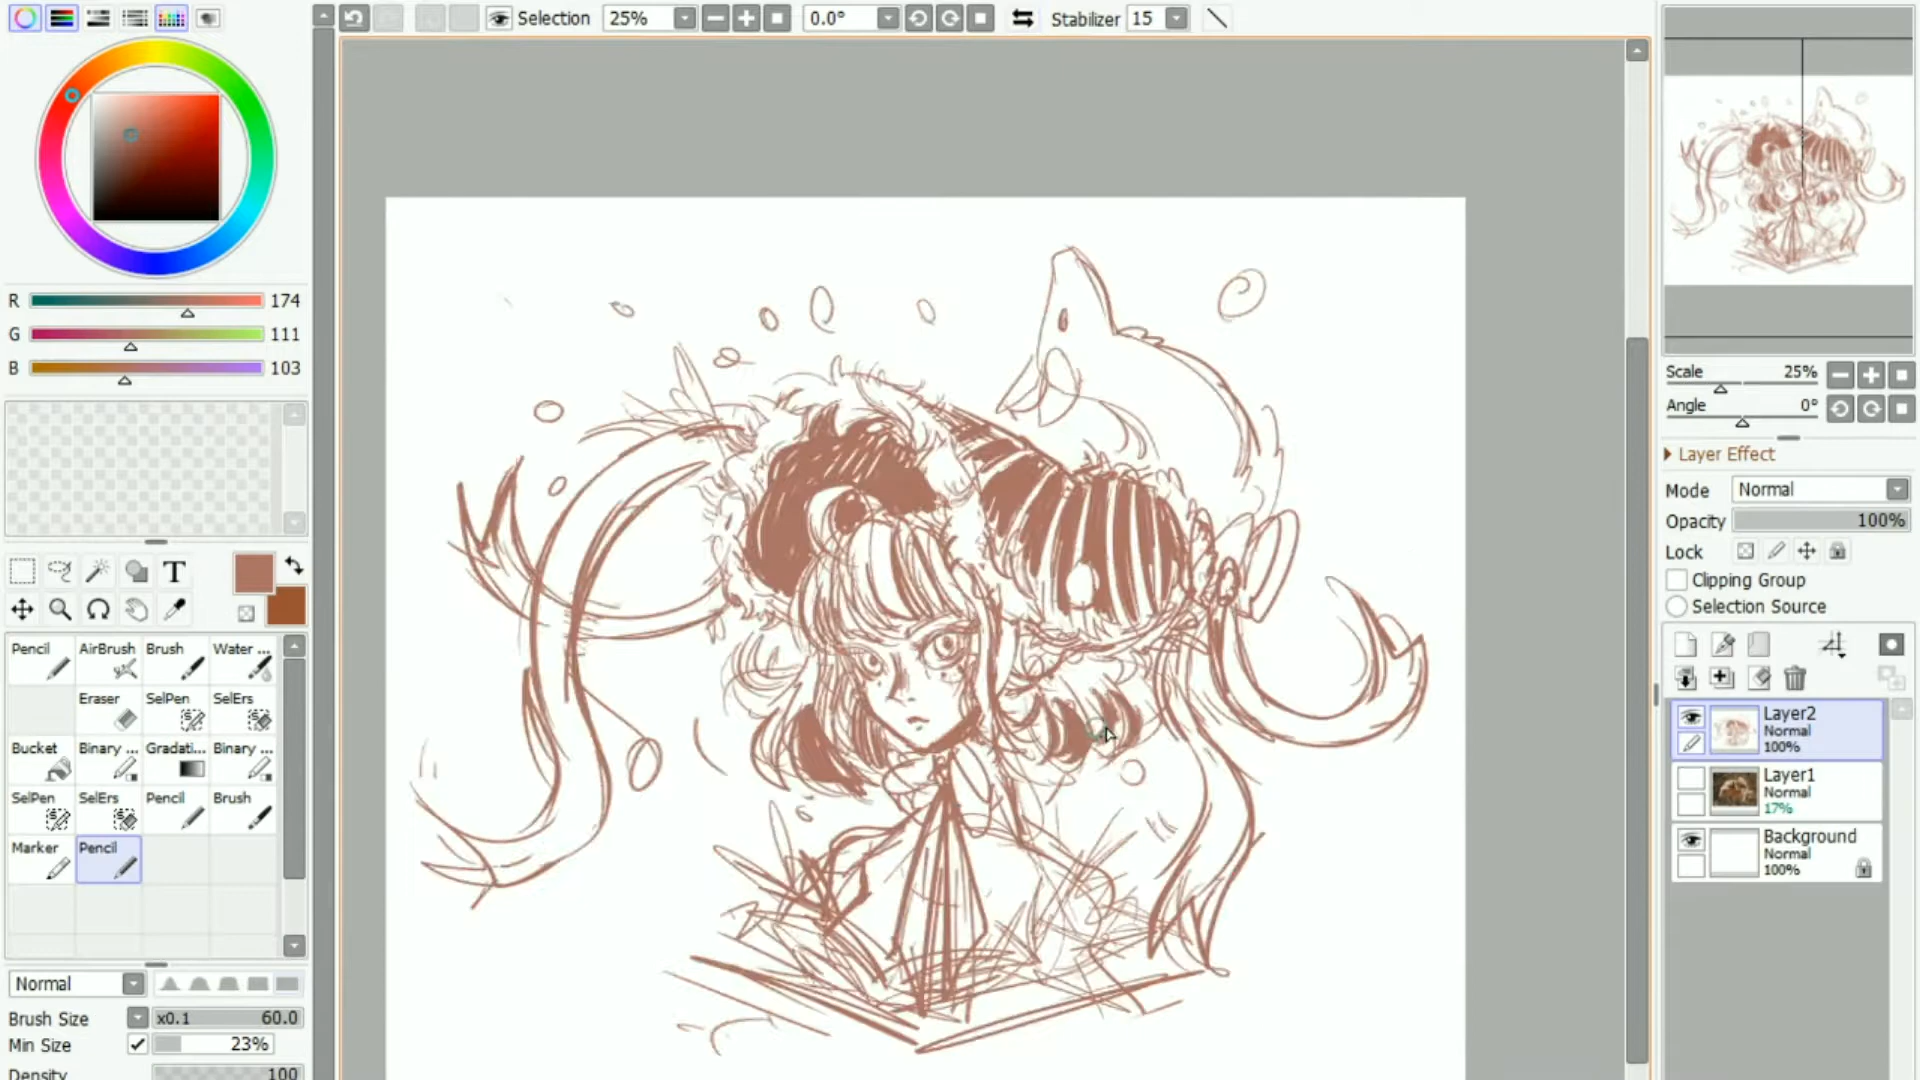 Selection 25% 0.0° Stabilizer 15
R 174
G 111
B 103
T
Pencil AirBrush Brush Water ...
Eraser SelPen SelErs
Bucket Binary ... Gradati... Binary ...
SelPen SelErs Pencil Brush
Marker Pencil
Normal
Brush Size x0.1 60.0
Min Size 23%
Density 100
Scale 25%
Angle 0°
Layer Effect
Mode Normal
Opacity 100%
Lock
Clipping Group
Selection Source
Layer2
Normal
100%
Layer1
Normal
17%
Background
Normal
100%